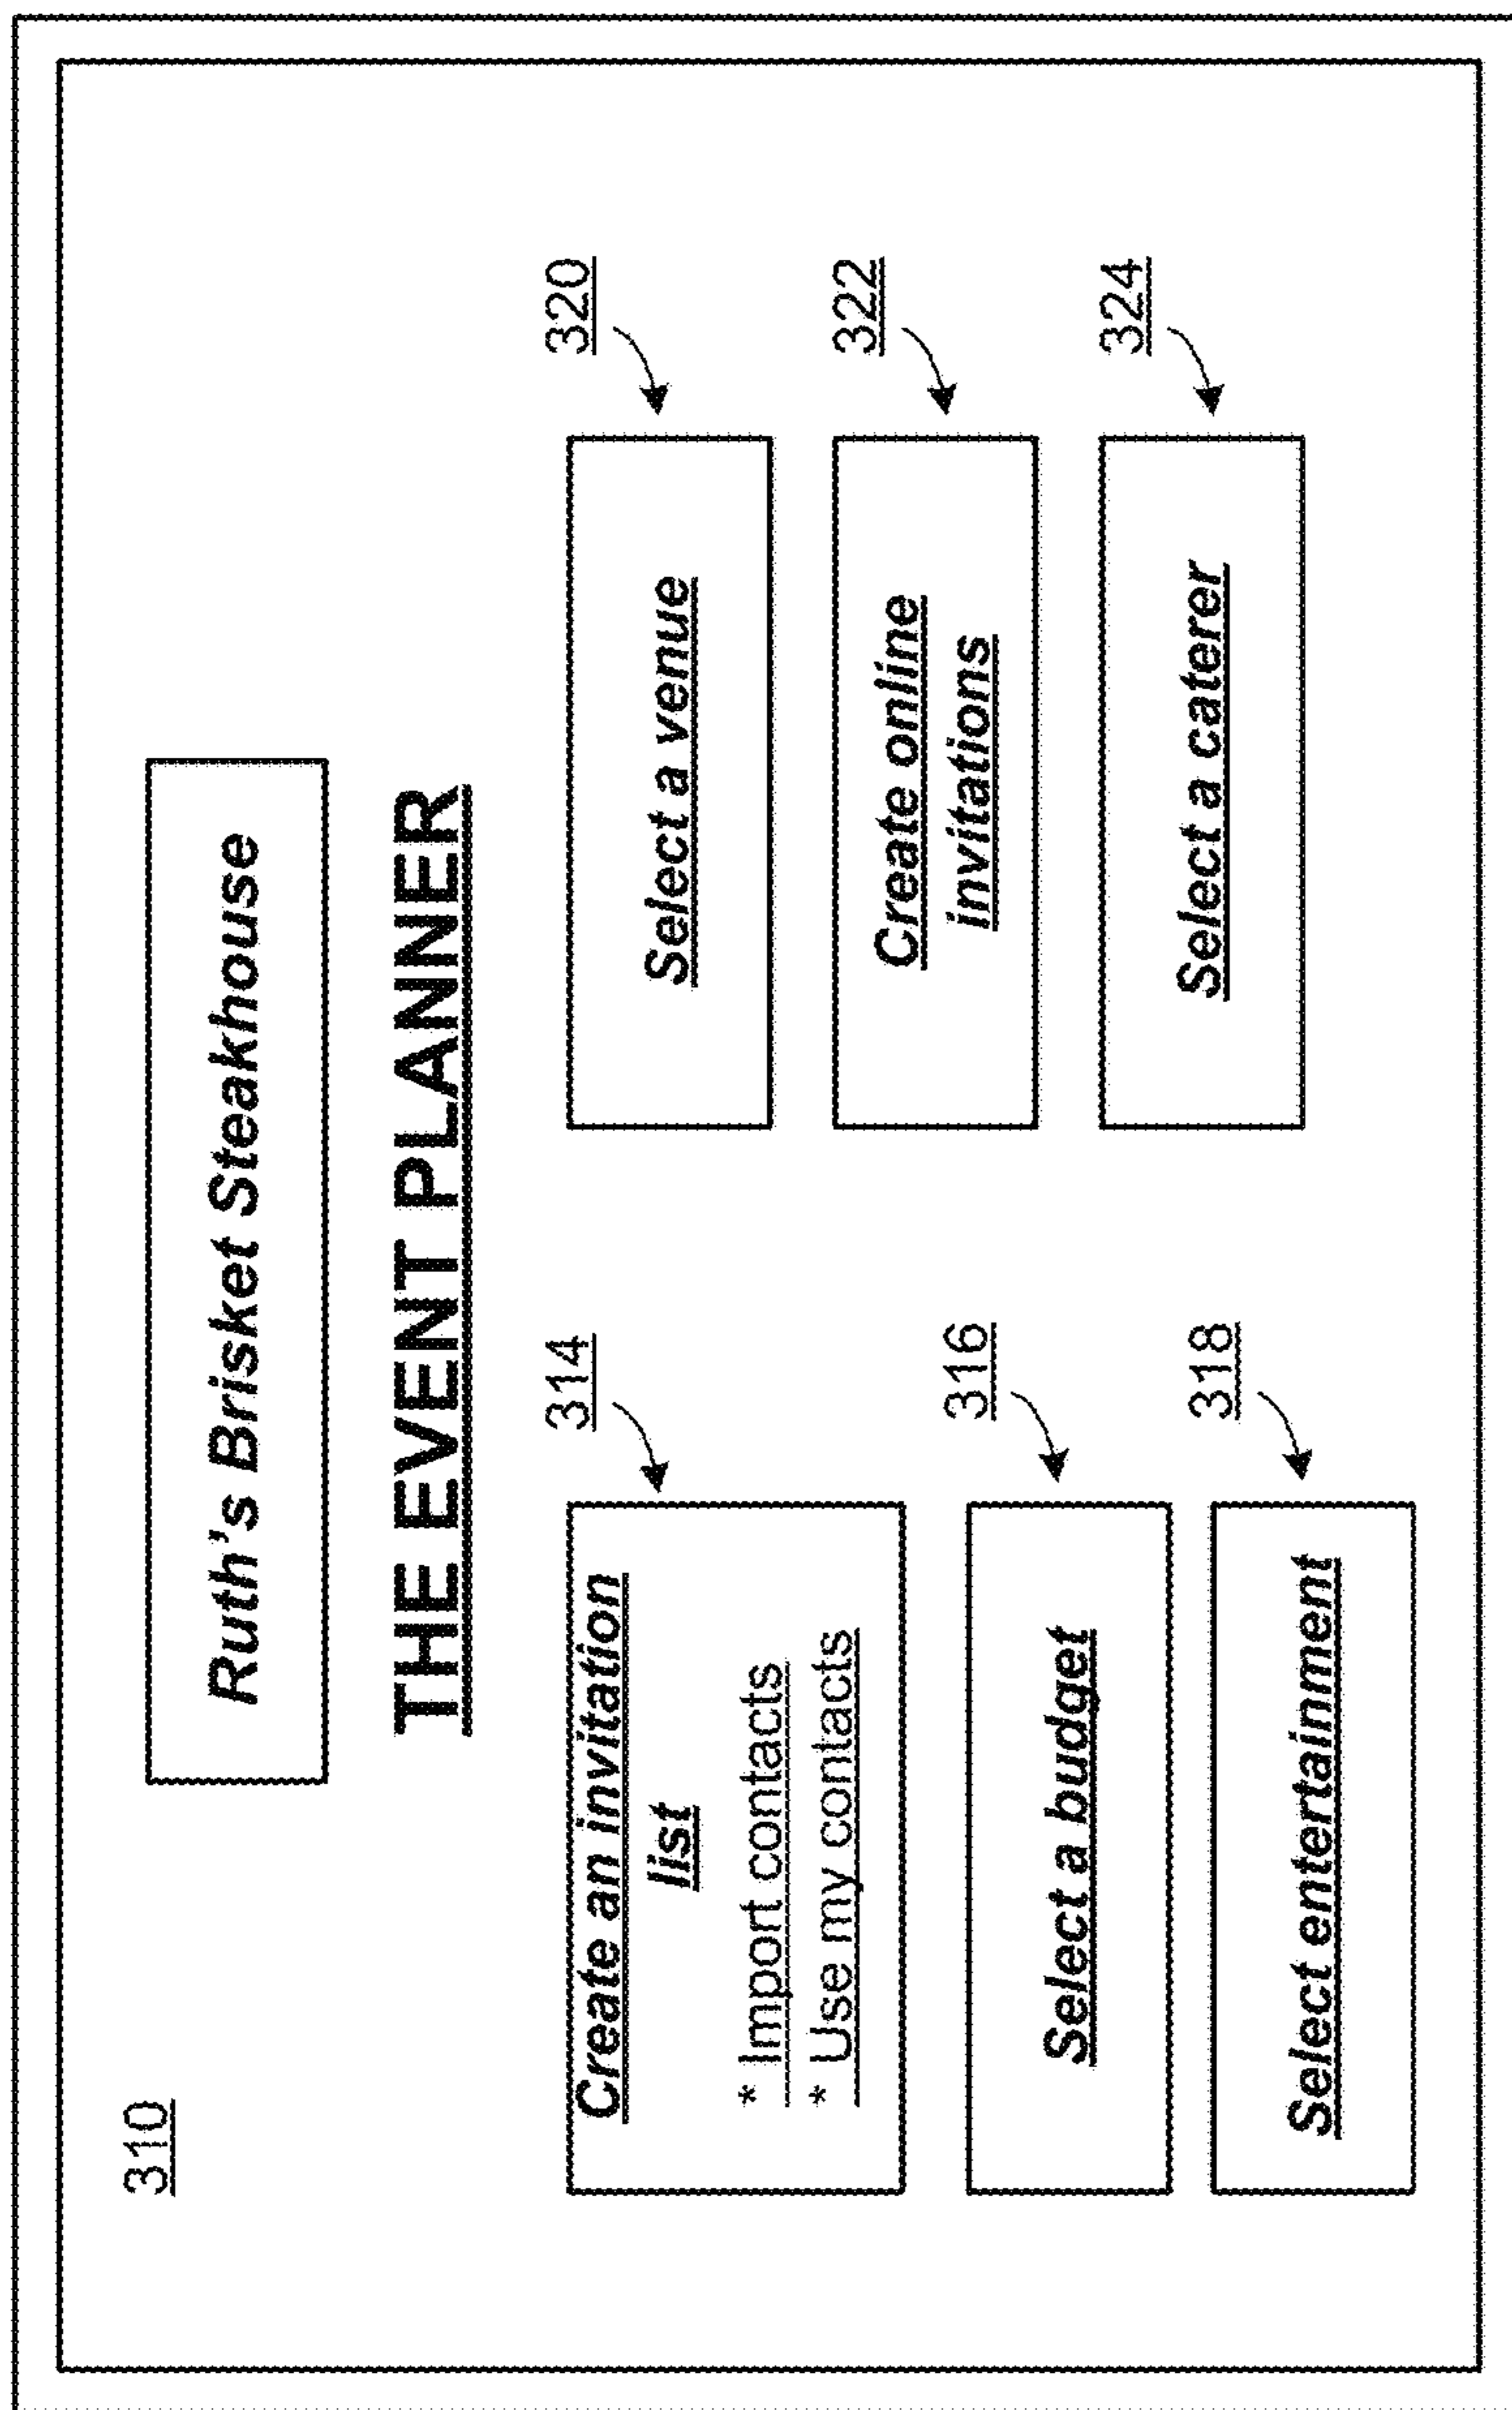 310
Ruth's Brisket Steakhouse
THE EVENT PLANNER
314
Create an invitation
list
* Import contacts
* Use my contacts
316
Select a budget
318
Select entertainment
320
Select a venue
322
Create online
invitations
324
Select a caterer